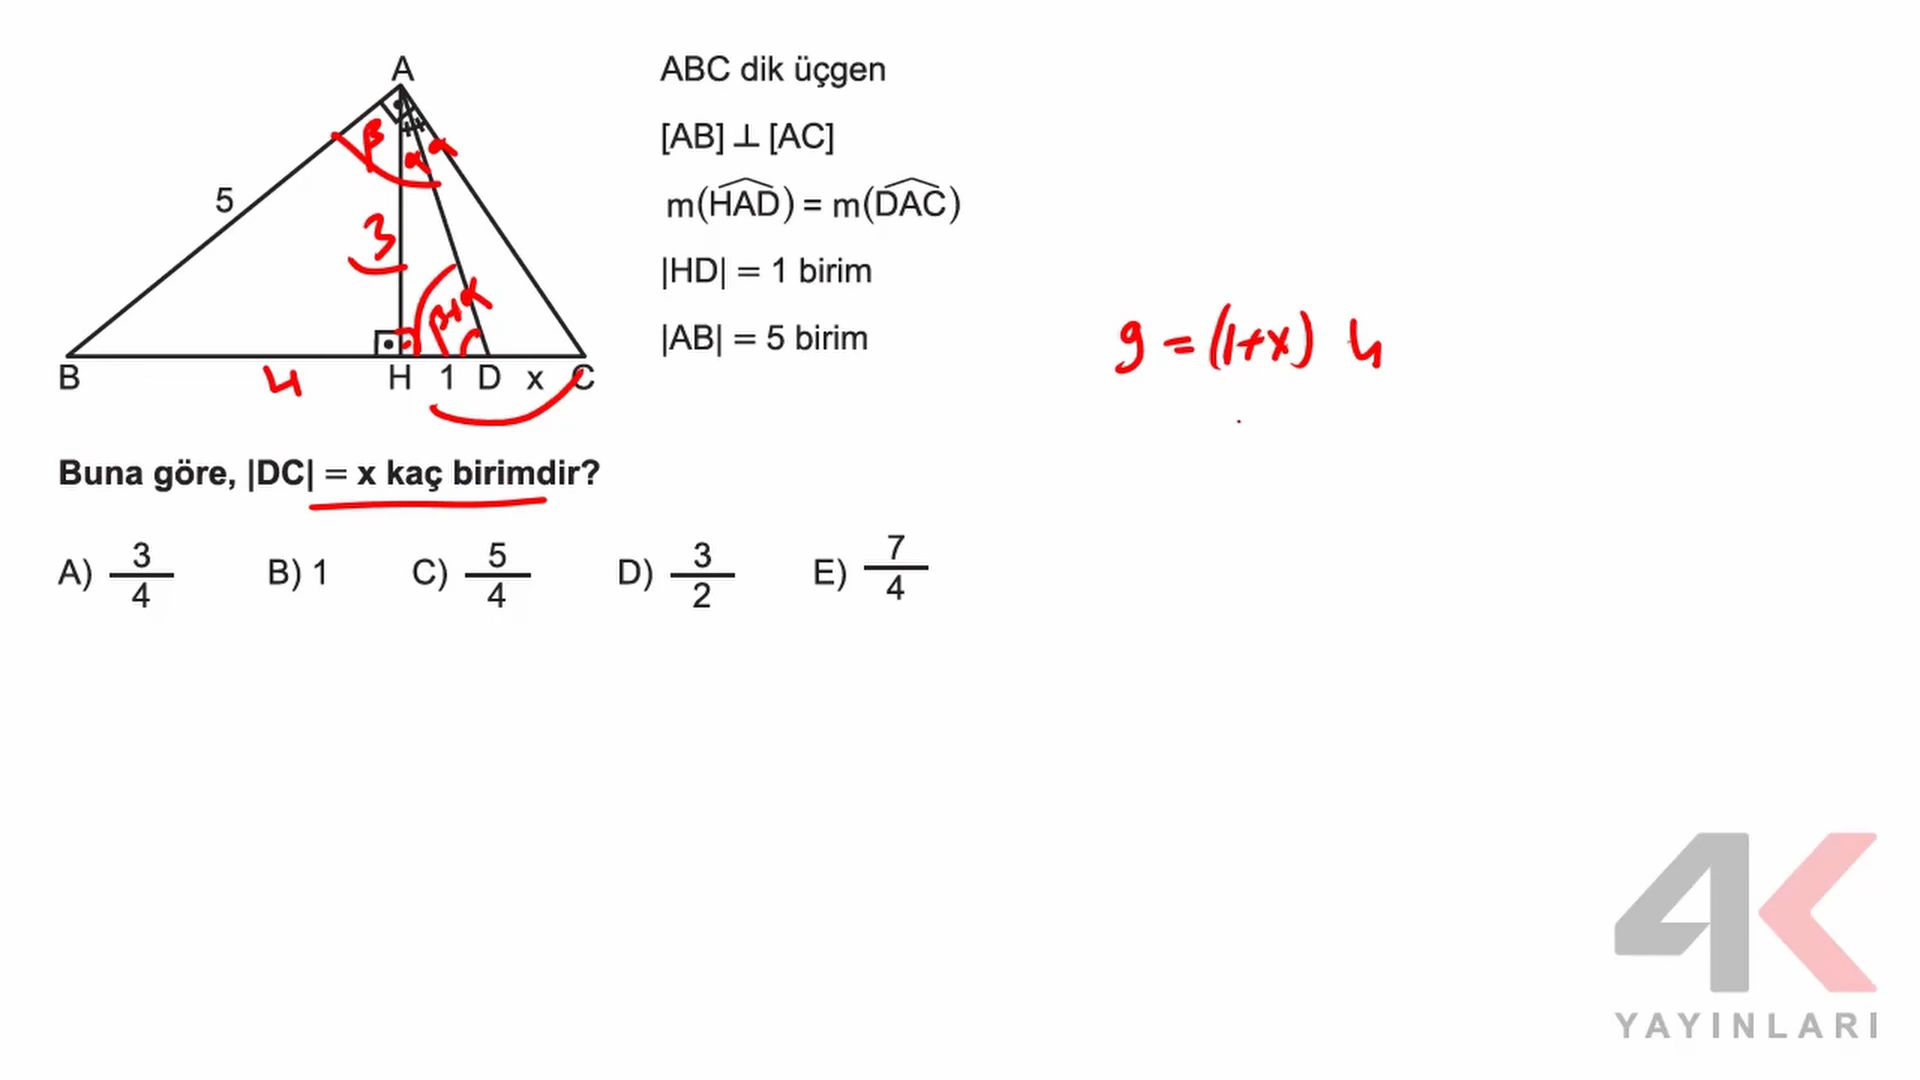 A
ABC dik üçgen
[AB] ⊥ [AC]
5
β
α α
m(HAD) = m(DAC)
3
|HD| = 1 birim
β+α
|AB| = 5 birim
9 = (1+x) 4
B H 1 D x C
4
Buna göre, |DC| = x kaç birimdir?
A) 3/4 B) 1 C) 5/4 D) 3/2 E) 7/4
4K
YAYINLARI